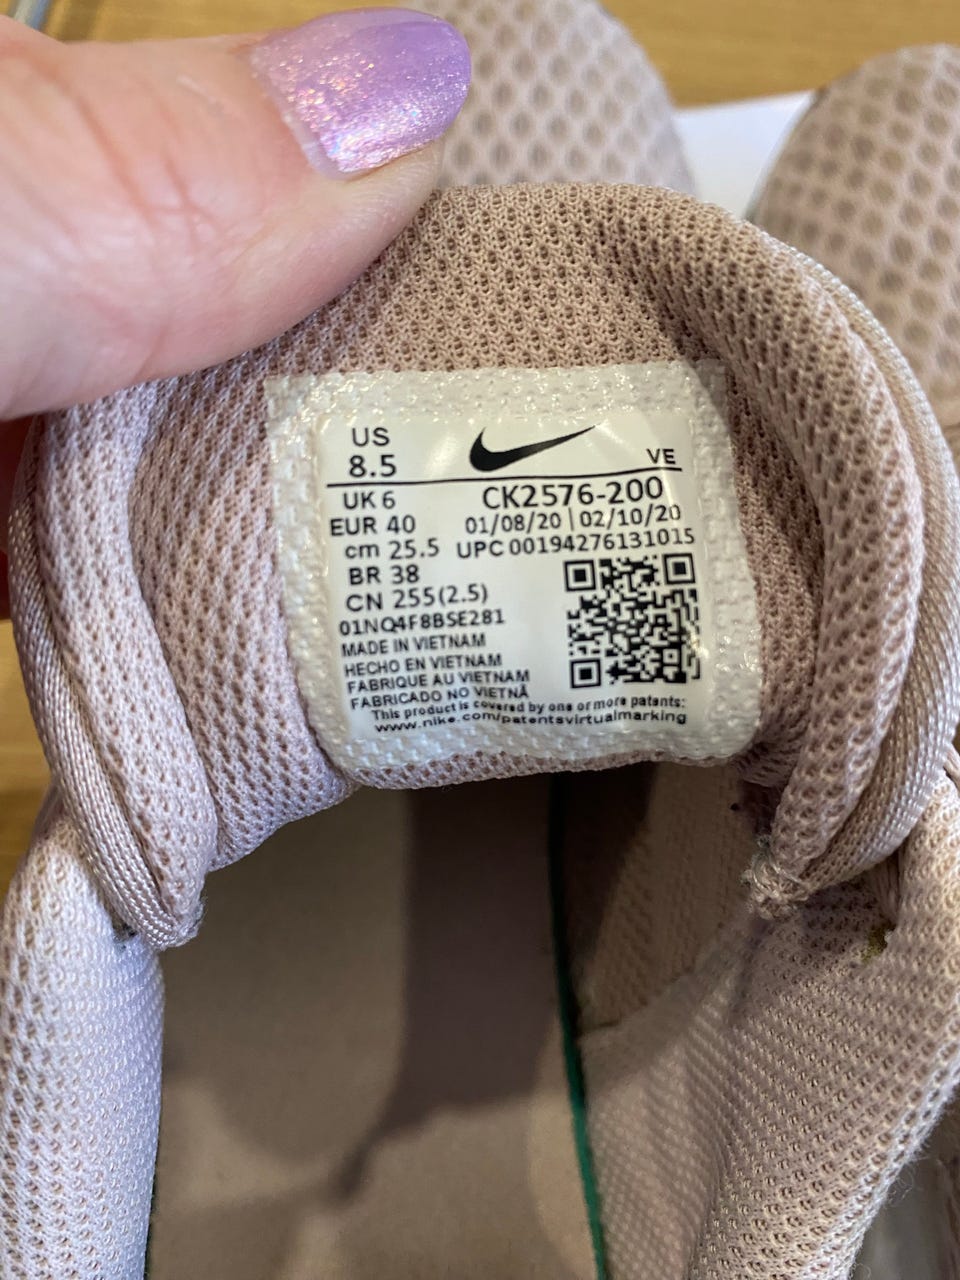 US
8.5
VE
UK 6
CK2576-200
EUR 40
01/08/20 | 02/10/20
cm 25.5
UPC 00194276131015
BR 38
CN 255(2.5)
01NQ4F8BSE281
MADE IN VIETNAM
HECHO EN VIETNAM
FABRIQUE AU VIETNAM
FABRICADO NO VIETNÃ
This product is covered by one or more patents:
www.nike.com/patentsvirtualmarking